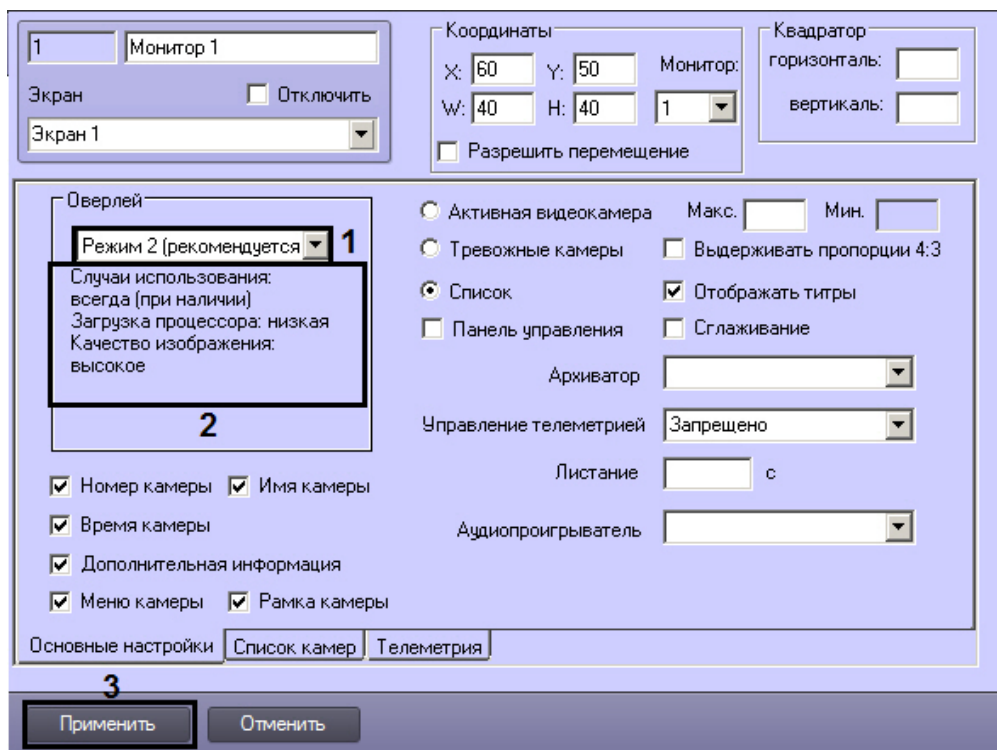 1 Монитор 1
Экран Отключить
Экран 1
Координаты
X: 60 Y: 50 Монитор:
W: 40 H: 40 1
Разрешить перемещение
Квадратор
горизонталь:
вертикаль:
Оверлей
Режим 2 (рекомендуется 1
Случаи использования:
всегда (при наличии)
Загрузка процессора: низкая
Качество изображения:
высокое
2
Активная видеокамера Макс. Мин.
Тревожные камеры Выдерживать пропорции 4:3
Список Отображать титры
Панель управления Сглаживание
Архиватор
Управление телеметрией Запрещено
Листание с
Аудиопроигрыватель
Номер камеры Имя камеры
Время камеры
Дополнительная информация
Меню камеры Рамка камеры
Основные настройки Список камер Телеметрия
3
Применить Отменить